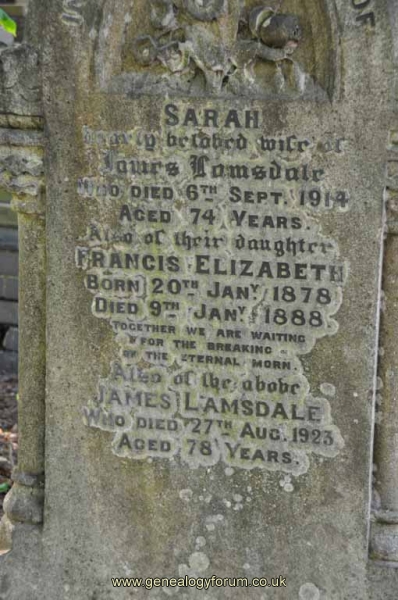 OF
SARAH
dearly beloved wife of
James Lamsdale
WHO DIED 6TH SEPT. 1914
AGED 74 YEARS.
Also of their daughter
FRANCIS ELIZABETH
BORN 20TH JANY 1878
DIED 9TH JANY 1888
TOGETHER WE ARE WAITING
FOR THE BREAKING
OF THE ETERNAL MORN.
Also of the above
JAMES LAMSDALE
WHO DIED 27TH AUG. 1923
AGED 78 YEARS.
www.genealogyforum.co.uk